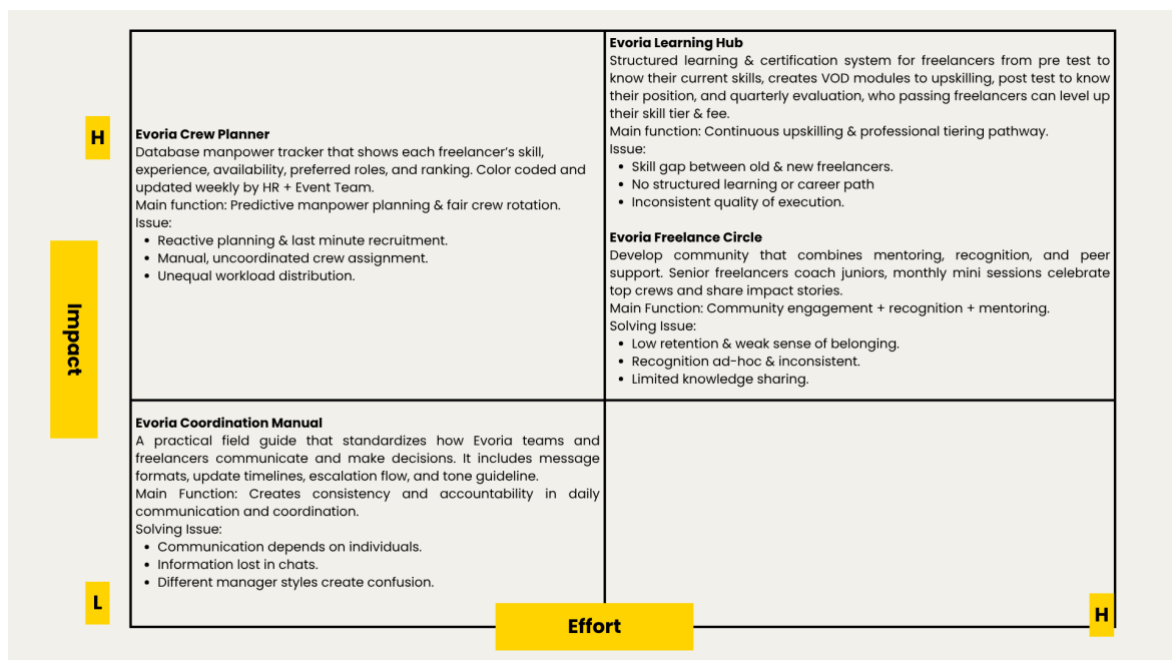 H
Impact
L
Evoria Crew Planner
Database manpower tracker that shows each freelancer's skill,
experience, availability, preferred roles, and ranking. Color coded and
updated weekly by HR + Event Team.
Main function: Predictive manpower planning & fair crew rotation.
Issue:
• Reactive planning & last minute recruitment.
• Manual, uncoordinated crew assignment.
• Unequal workload distribution.
Evoria Learning Hub
Structured learning & certification system for freelancers from pre test to
know their current skills, creates VOD modules to upskilling, post test to know
their position, and quarterly evaluation, who passing freelancers can level up
their skill tier & fee.
Main function: Continuous upskilling & professional tiering pathway.
Issue:
• Skill gap between old & new freelancers.
• No structured learning or career path
• Inconsistent quality of execution.
Evoria Freelance Circle
Develop community that combines mentoring, recognition, and peer
support. Senior freelancers coach juniors, monthly mini sessions celebrate
top crews and share impact stories.
Main Function: Community engagement + recognition + mentoring.
Solving Issue:
• Low retention & weak sense of belonging.
• Recognition ad-hoc & inconsistent.
• Limited knowledge sharing.
Evoria Coordination Manual
A practical field guide that standardizes how Evoria teams and
freelancers communicate and make decisions. It includes message
formats, update timelines, escalation flow, and tone guideline.
Main Function: Creates consistency and accountability in daily
communication and coordination.
Solving Issue:
• Communication depends on individuals.
• Information lost in chats.
• Different manager styles create confusion.
Effort
H